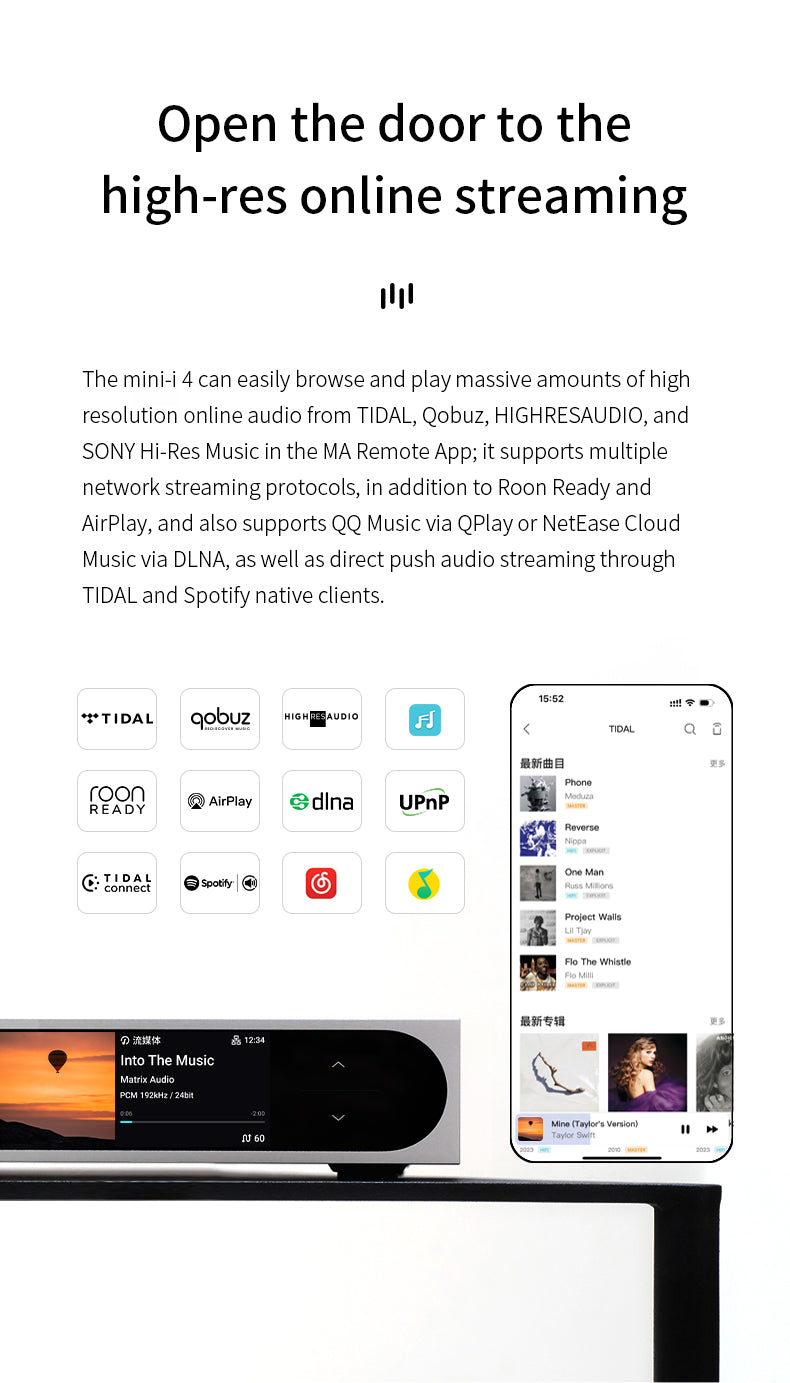 Open the door to the
high-res online streaming
The mini-i 4 can easily browse and play massive amounts of high
resolution online audio from TIDAL, Qobuz, HIGHRESAUDIO, and
SONY Hi-Res Music in the MA Remote App; it supports multiple
network streaming protocols, in addition to Roon Ready and
AirPlay, and also supports QQ Music via QPlay or NetEase Cloud
Music via DLNA, as well as direct push audio streaming through
TIDAL and Spotify native clients.
TIDAL
qobuz
REDISCOVER MUSIC
HIGHRESAUDIO
roon
READY
AirPlay
dlna
UPnP
TIDAL
connect
Spotify
15:52
TIDAL
最新曲目 更多
Phone
Meduza
MASTER
Reverse
Nippa
HIFI EXPLICIT
One Man
Russ Millions
HIFI EXPLICIT
Project Walls
Lil Tjay
MASTER EXPLICIT
Flo The Whistle
Flo Milli
MASTER EXPLICIT
最新专辑 更多
Mine (Taylor's Version)
Taylor Swift
2023 HIFI 2010 MASTER 2023
流媒体 12:34
Into The Music
Matrix Audio
PCM 192kHz / 24bit
0:06 -2:00
60